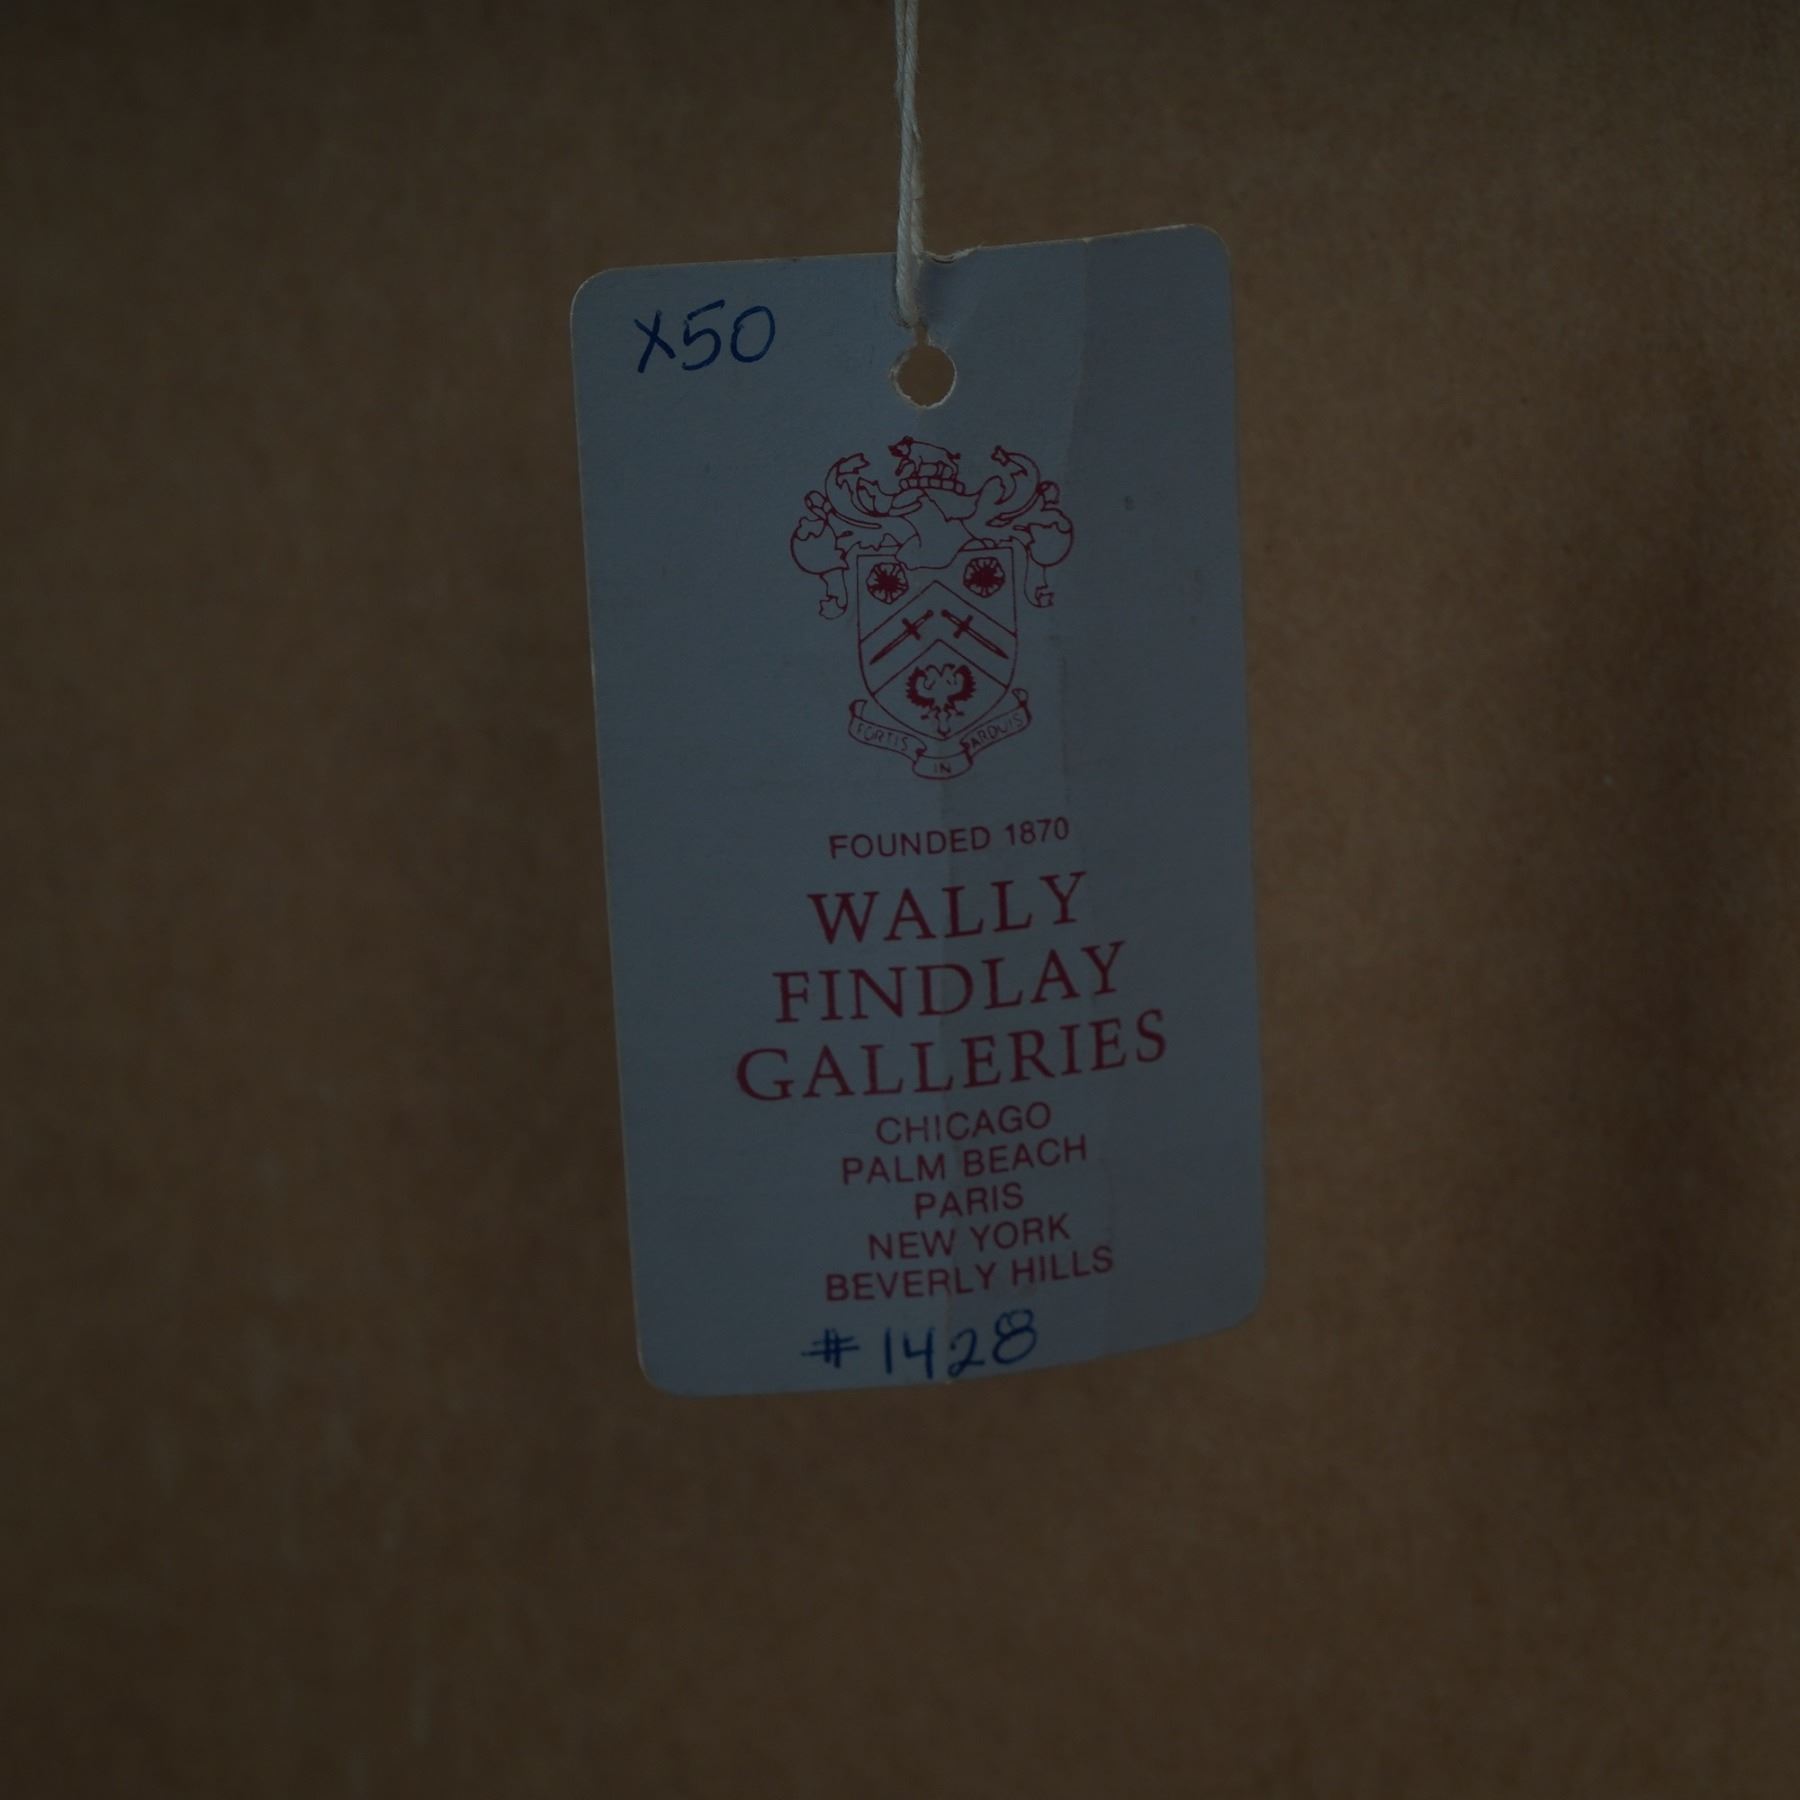 X50
FORTIS IN ARDUIS
FOUNDED 1870
WALLY
FINDLAY
GALLERIES
CHICAGO
PALM BEACH
PARIS
NEW YORK
BEVERLY HILLS
#1428